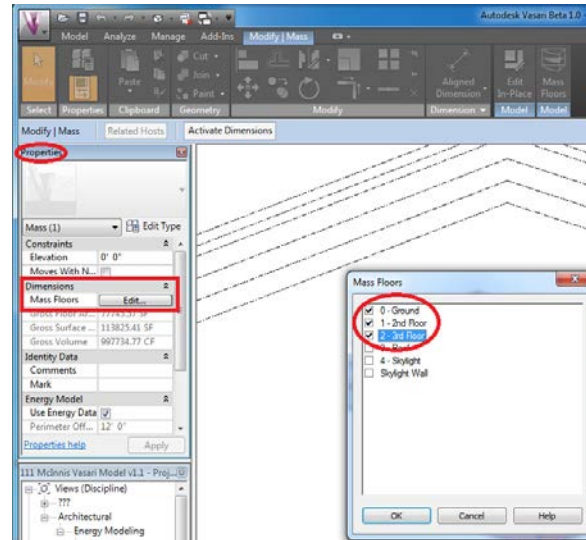 Autodesk Vasari Beta 1.0 -
Model Analyze Manage Add-Ins Modify | Mass
Modify
Paste
Cut
Join
Paint
Aligned Dimension
Edit In-Place
Mass Floors
Select Properties Clipboard Geometry Modify Dimension Model Model
Modify | Mass Related Hosts Activate Dimensions
Properties
Mass (1) Edit Type
Constraints
Elevation 0' 0"
Moves With N...
Dimensions
Mass Floors Edit...
Gross Floor Ar...
Gross Surface ... 113825.41 SF
Gross Volume 997734.77 CF
Identity Data
Comments
Mark
Energy Model
Use Energy Data
Perimeter Off... 12' 0"
Properties help Apply
111 McInnis Vasari Model v1.1 - Proj...
Views (Discipline)
???
Architectural
Energy Modeling
Mass Floors
0 - Ground
1 - 2nd Floor
2 - 3rd Floor
4 - Skylight
Skylight Wall
OK Cancel Help